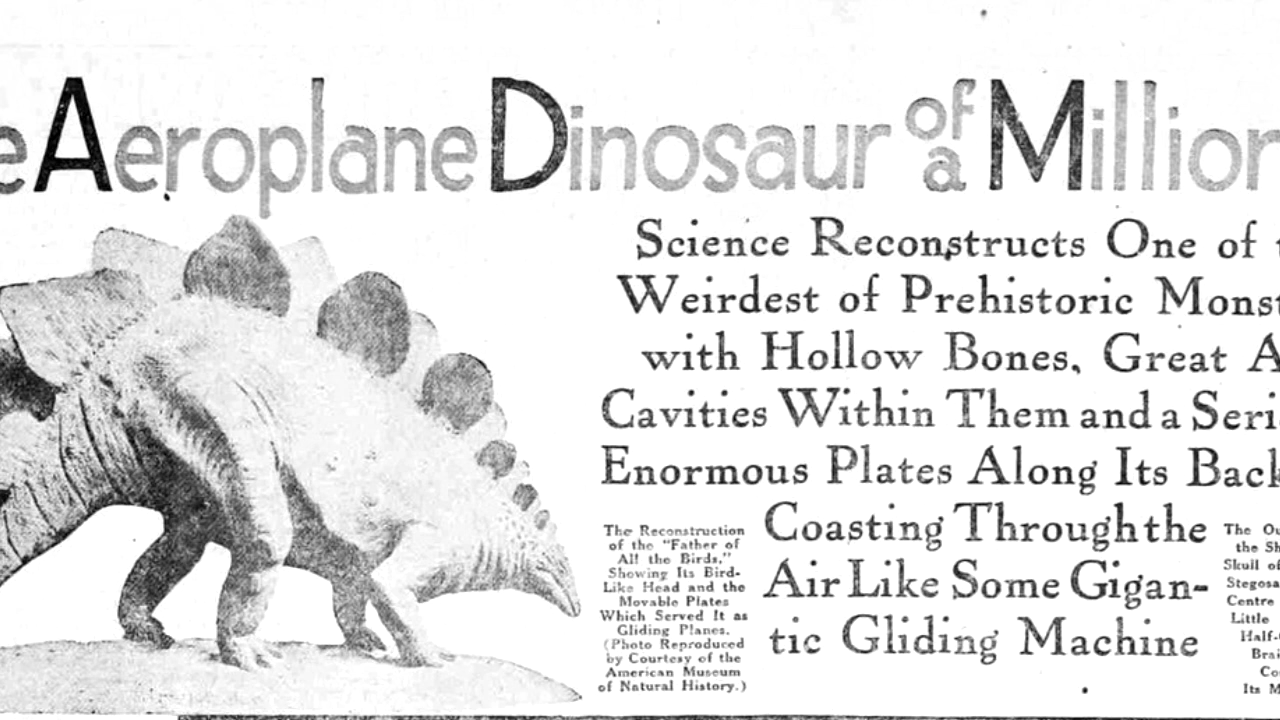 e Aeroplane Dinosaur of a Million
Science Reconstructs One of t
Weirdest of Prehistoric Monst
with Hollow Bones, Great A
Cavities Within Them and a Seri
Enormous Plates Along Its Back
Coasting Through the
Air Like Some Gigan-
tic Gliding Machine
The Reconstruction
of the "Father of
All the Birds,"
Showing Its Bird-
Like Head and the
Movable Plates
Which Served It as
Gliding Planes.
(Photo Reproduced
by Courtesy of the
American Museum
of Natural History.)
The Ou
the Sh
Skull of
Stegosa
Centre
Little
Half-
Brai
Co
Its M